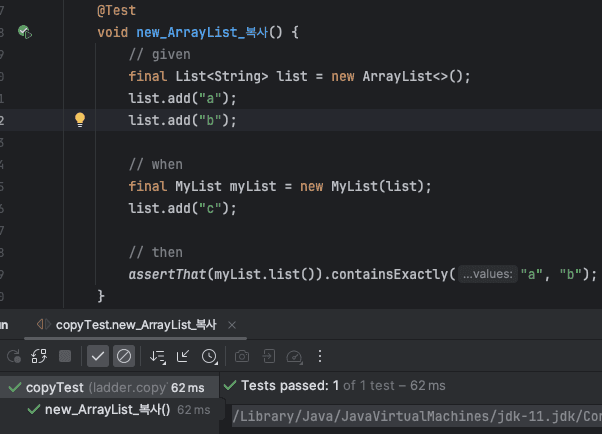 7
@Test
8
void new_ArrayList_복사() {
9
// given
0
final List<String> list = new ArrayList<>();
1
list.add("a");
2
list.add("b");
3
4
// when
5
final MyList myList = new MyList(list);
6
list.add("c");
7
8
// then
9
assertThat(myList.list()).containsExactly( ...values: "a", "b");
0
}
un
copyTest.new_ArrayList_복사
copyTest (ladder.copy 62 ms
Tests passed: 1 of 1 test – 62 ms
new_ArrayList_복사() 62 ms
/Library/Java/JavaVirtualMachines/jdk-11.jdk/Con